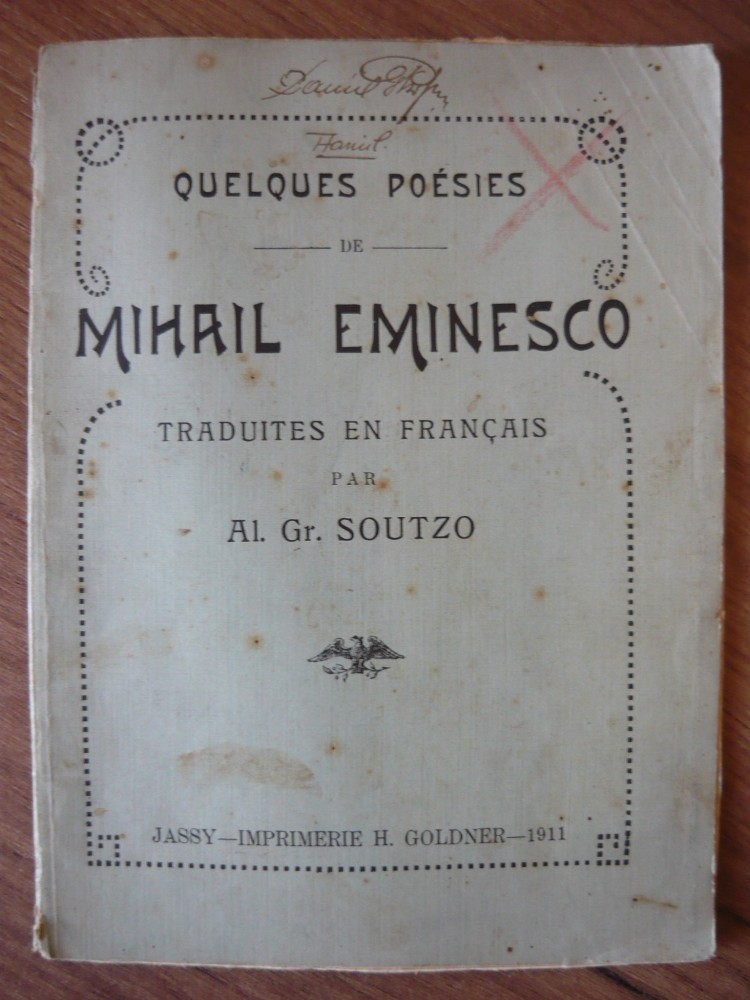 QUELQUES POÉSIES
DE
MIHAIL EMINESCO
TRADUITES EN FRANÇAIS
PAR
Al. Gr. SOUTZO
JASSY—IMPRIMERIE H. GOLDNER—1911